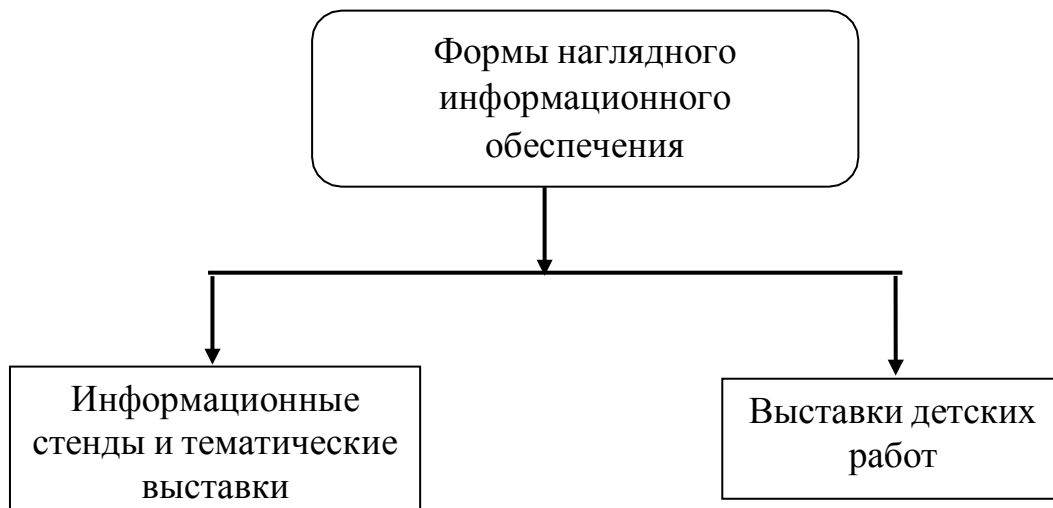 Формы наглядного
информационного
обеспечения
Информационные
стенды и тематические
выставки
Выставки детских
работ